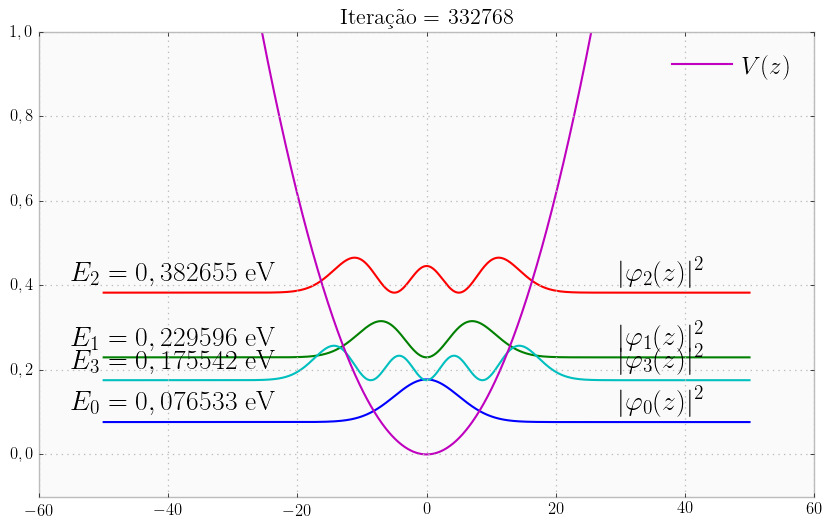 Iteração = 332768
1,0
V(z)
0,8
0,6
E₂ = 0,382655 eV |φ₂(z)|²
0,4
E₁ = 0,229596 eV |φ₁(z)|²
E₃ = 0,175542 eV |φ₃(z)|²
0,2
E₀ = 0,076533 eV |φ₀(z)|²
0,0
−60 −40 −20 0 20 40 60